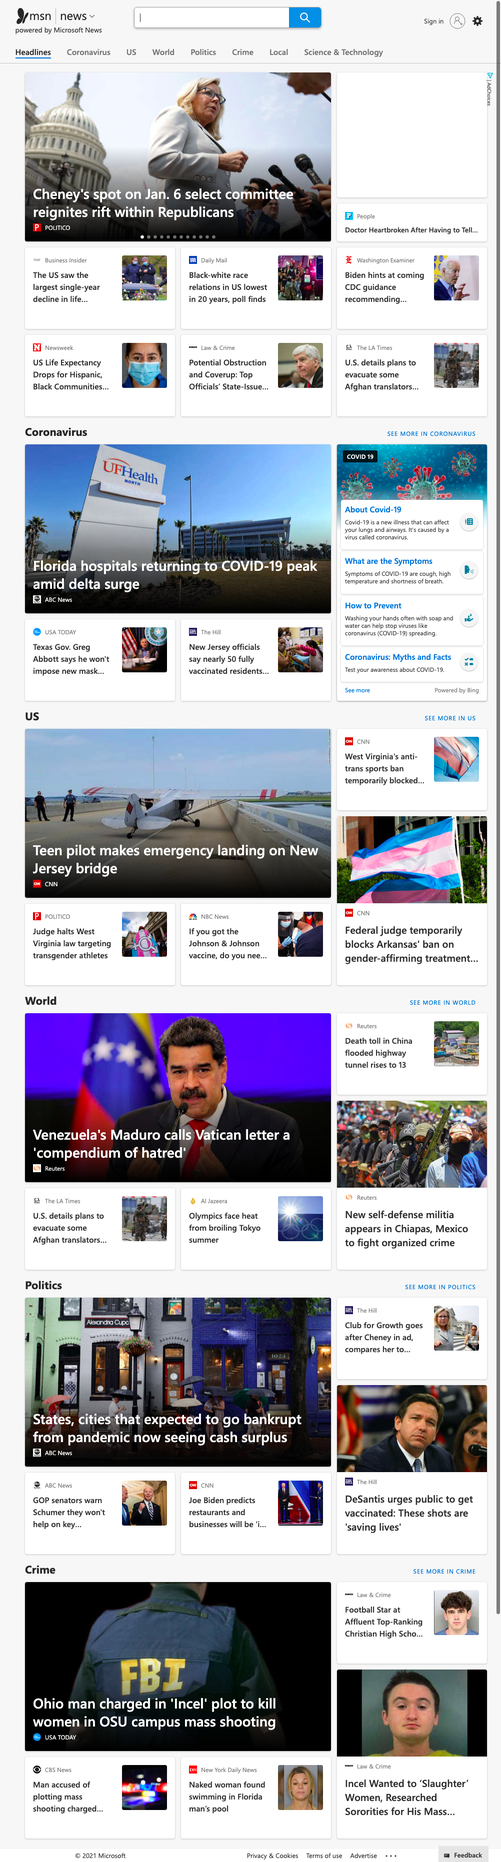 msn | news
powered by Microsoft News
Sign in
Headlines Coronavirus US World Politics Crime Local Science & Technology
Cheney's spot on Jan. 6 select committee
reignites rift within Republicans
POLITICO
AdChoices
People
Doctor Heartbroken After Having to Tell...
Business Insider
The US saw the
largest single-year
decline in life...
Daily Mail
Black-white race
relations in US lowest
in 20 years, poll finds
Washington Examiner
Biden hints at coming
CDC guidance
recommending...
Newsweek
US Life Expectancy
Drops for Hispanic,
Black Communities...
Law & Crime
Potential Obstruction
and Coverup: Top
Officials' State-Issue...
The LA Times
U.S. details plans to
evacuate some
Afghan translators...
Coronavirus
SEE MORE IN CORONAVIRUS
UFHealth
NORTH
Florida hospitals returning to COVID-19 peak
amid delta surge
ABC News
COVID 19
About Covid-19
Covid-19 is a new illness that can affect
your lungs and airways. It's caused by a
virus called coronavirus.
What are the Symptoms
Symptoms of COVID-19 are cough, high
temperature and shortness of breath.
How to Prevent
Washing your hands often with soap and
water can help stop viruses like
coronavirus (COVID-19) spreading.
Coronavirus: Myths and Facts
Test your awareness about COVID-19.
See more
Powered by Bing
USA TODAY
Texas Gov. Greg
Abbott says he won't
impose new mask...
The Hill
New Jersey officials
say nearly 50 fully
vaccinated residents...
US
SEE MORE IN US
Teen pilot makes emergency landing on New
Jersey bridge
CNN
CNN
West Virginia's anti-
trans sports ban
temporarily blocked...
CNN
Federal judge temporarily
blocks Arkansas' ban on
gender-affirming treatment...
POLITICO
Judge halts West
Virginia law targeting
transgender athletes
NBC News
If you got the
Johnson & Johnson
vaccine, do you nee...
World
SEE MORE IN WORLD
Venezuela's Maduro calls Vatican letter a
'compendium of hatred'
Reuters
Reuters
Death toll in China
flooded highway
tunnel rises to 13
Reuters
New self-defense militia
appears in Chiapas, Mexico
to fight organized crime
The LA Times
U.S. details plans to
evacuate some
Afghan translators...
Al Jazeera
Olympics face heat
from broiling Tokyo
summer
Politics
SEE MORE IN POLITICS
Alexandria Cupc
States, cities that expected to go bankrupt
from pandemic now seeing cash surplus
ABC News
The Hill
Club for Growth goes
after Cheney in ad,
compares her to...
The Hill
DeSantis urges public to get
vaccinated: These shots are
'saving lives'
ABC News
GOP senators warn
Schumer they won't
help on key...
CNN
Joe Biden predicts
restaurants and
businesses will be 'i...
Crime
SEE MORE IN CRIME
FBI
Ohio man charged in 'Incel' plot to kill
women in OSU campus mass shooting
USA TODAY
Law & Crime
Football Star at
Affluent Top-Ranking
Christian High Scho...
Law & Crime
Incel Wanted to 'Slaughter'
Women, Researched
Sororities for His Mass...
CBS News
Man accused of
plotting mass
shooting charged...
New York Daily News
Naked woman found
swimming in Florida
man's pool
© 2021 Microsoft
Privacy & Cookies Terms of use Advertise ...
Feedback